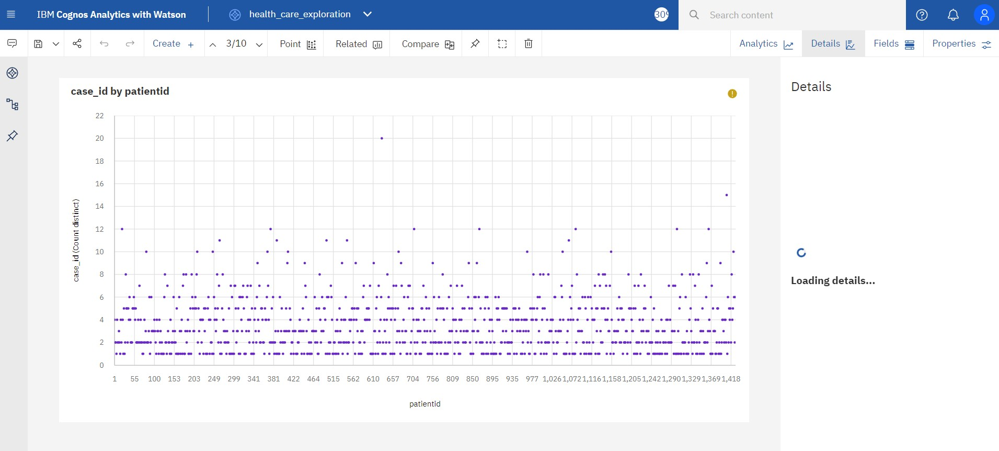 IBM Cognos Analytics with Watson
health_care_exploration
Search content
Create +
3/10
Point
Related
Compare
Analytics
Details
Fields
Properties
case_id by patientid
Details
Loading details...
case_id (Count distinct)
22
20
18
16
14
12
10
8
6
4
2
0
1 55 100 153 203 249 299 341 381 422 464 515 562 610 657 704 756 809 850 895 935 977 1,026 1,072 1,116 1,158 1,205 1,242 1,290 1,329 1,369 1,418
patientid